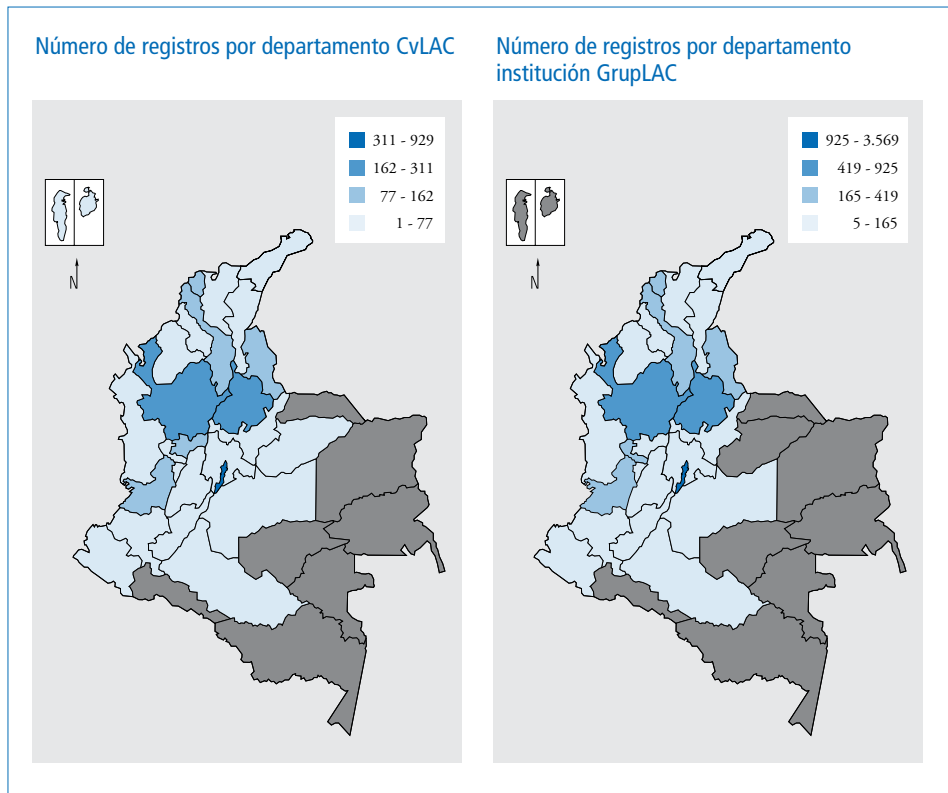 Número de registros por departamento CvLAC
311 - 929
162 - 311
77 - 162
1 - 77
N
Número de registros por departamento
institución GrupLAC
925 - 3.569
419 - 925
165 - 419
5 - 165
N